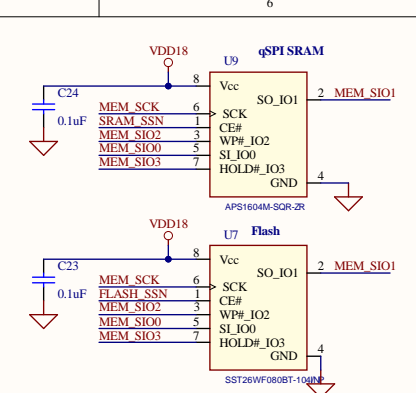 6
VDD18
U9
qSPI SRAM
C24
0.1uF
8
Vcc
SO_IO1
2
MEM_SIO1
MEM_SCK
6
SCK
SRAM_SSN
1
CE#
MEM_SIO2
3
WP#_IO2
MEM_SIO0
5
SI_IO0
MEM_SIO3
7
HOLD#_IO3
GND
4
APS1604M-SQR-ZR
VDD18
U7
Flash
C23
0.1uF
8
Vcc
SO_IO1
2
MEM_SIO1
MEM_SCK
6
SCK
FLASH_SSN
1
CE#
MEM_SIO2
3
WP#_IO2
MEM_SIO0
5
SI_IO0
MEM_SIO3
7
HOLD#_IO3
GND
4
SST26WF080BT-104I/NP